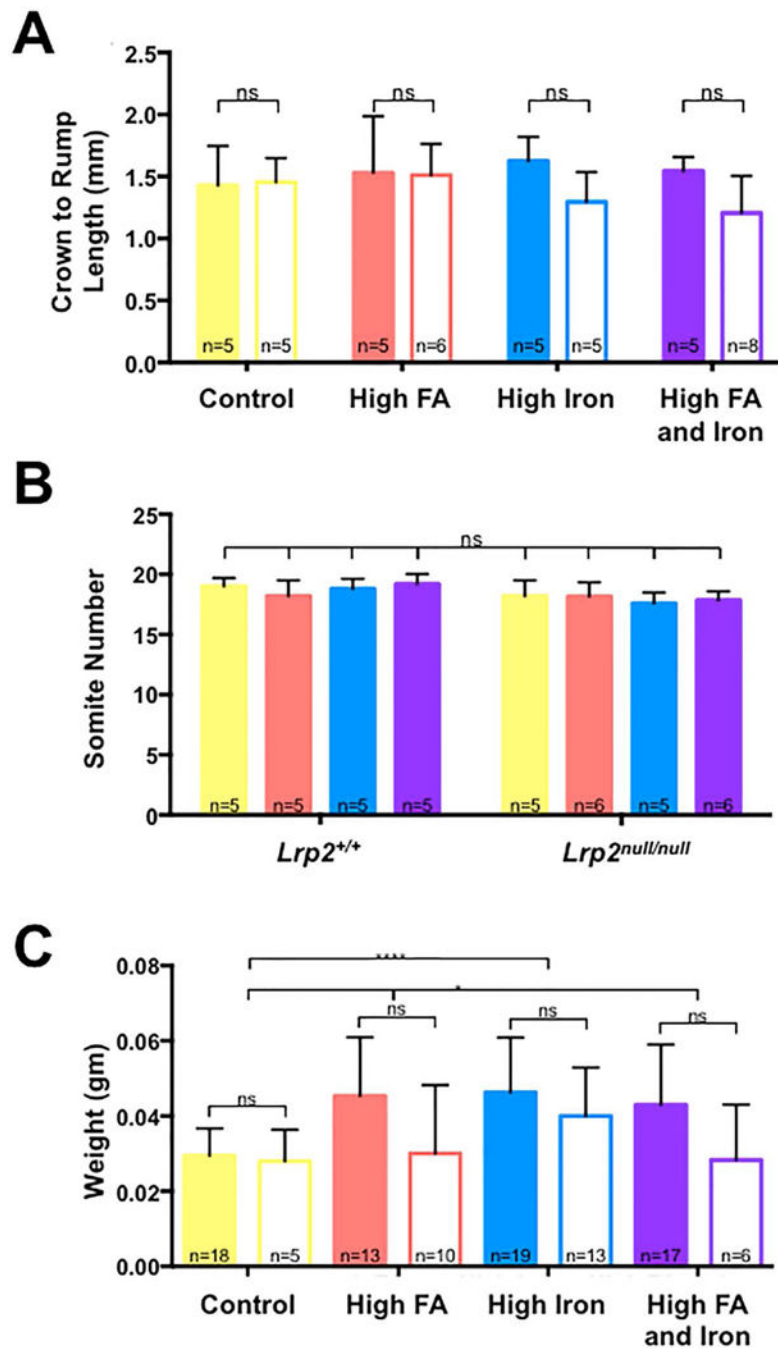 A
Crown to Rump
Length (mm)
2.5
2.0
1.5
1.0
0.5
0.0
ns
ns
ns
ns
n=5
n=5
n=5
n=6
n=5
n=5
n=5
n=8
Control
High FA
High Iron
High FA
and Iron
B
Somite Number
25
20
15
10
5
0
ns
n=5
n=5
n=5
n=5
n=5
n=6
n=5
n=6
Lrp2+/+
Lrp2null/null
C
Weight (gm)
0.08
0.06
0.04
0.02
0.00
****
*
ns
ns
ns
ns
n=18
n=5
n=13
n=10
n=19
n=13
n=17
n=6
Control
High FA
High Iron
High FA
and Iron